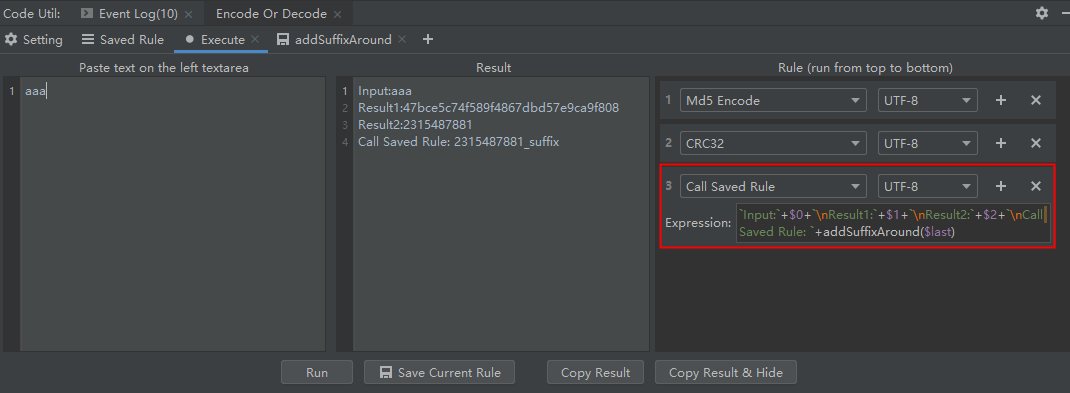 Code Util: Event Log(10) × Encode Or Decode ×
Setting Saved Rule Execute × addSuffixAround × +
Paste text on the left textarea
1 aaa
Result
1 Input:aaa
2 Result1:47bce5c74f589f4867dbd57e9ca9f808
3 Result2:2315487881
4 Call Saved Rule: 2315487881_suffix
Rule (run from top to bottom)
1 Md5 Encode UTF-8 + ×
2 CRC32 UTF-8 + ×
3 Call Saved Rule UTF-8 + ×
Expression: `Input:`+$0+`\nResult1:`+$1+`\nResult2:`+$2+`\nCall
Saved Rule: `+addSuffixAround($last)
Run Save Current Rule Copy Result Copy Result & Hide